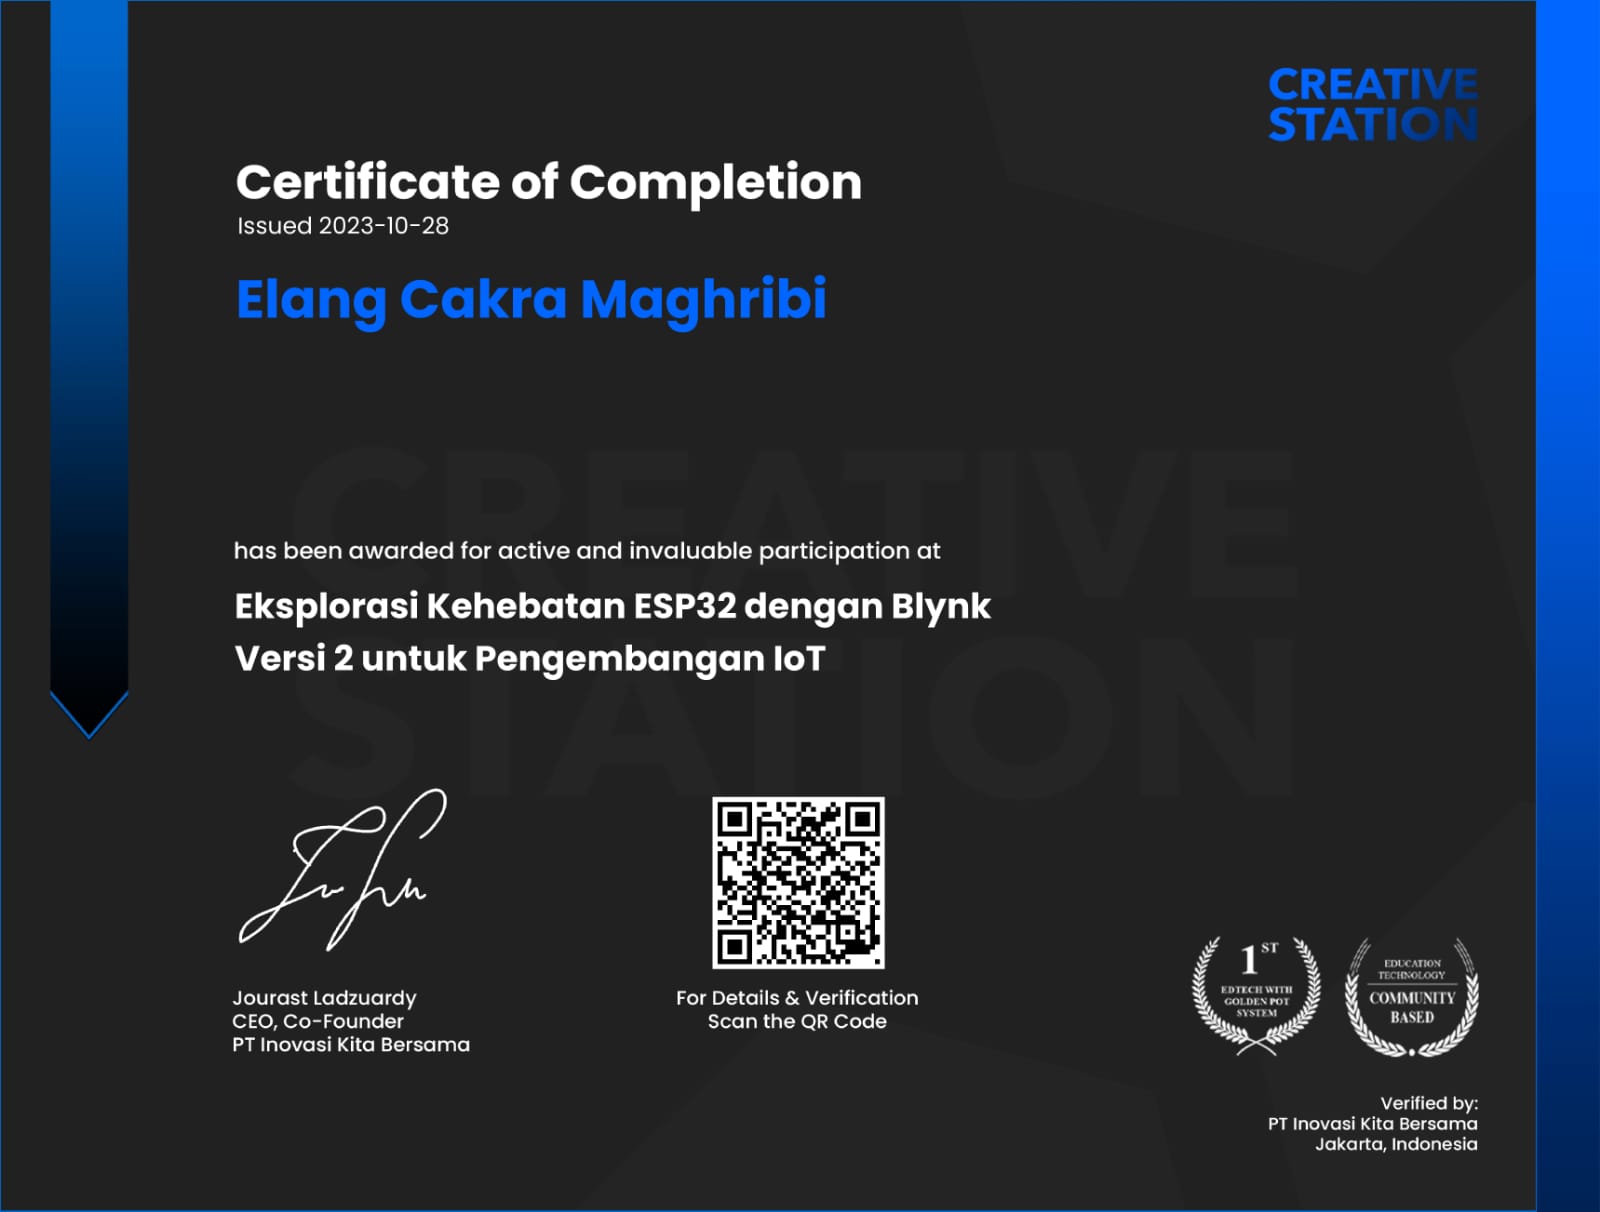 CREATIVE
STATION
Certificate of Completion
Issued 2023-10-28
Elang Cakra Maghribi
CREATIVE
STATION
has been awarded for active and invaluable participation at
Eksplorasi Kehebatan ESP32 dengan Blynk
Versi 2 untuk Pengembangan IoT
Jourast Ladzuardy
CEO, Co-Founder
PT Inovasi Kita Bersama
For Details & Verification
Scan the QR Code
1ST
EDTECH WITH
GOLDEN POT
SYSTEM
EDUCATION
TECHNOLOGY
COMMUNITY
BASED
Verified by:
PT Inovasi Kita Bersama
Jakarta, Indonesia